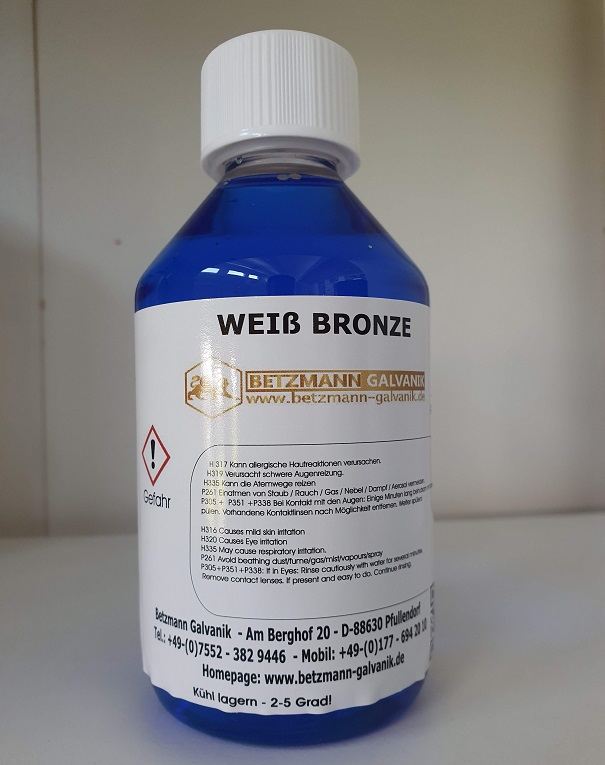 WEIß BRONZE
BETZMANN GALVANIK
www.betzmann-galvanik.de
Gefahr
H 317 Kann allergische Hautreaktionen verursachen.
H319 Verursacht schwere Augenreizung.
H335 Kann die Atemwege reizen
P261 Einatmen von Staub / Rauch / Gas / Nebel / Dampf / Aerosol vermeiden.
P305 + P351 +P338 Bei Kontakt mit den Augen: Einige Minuten lang
pülen. Vorhandene Kontaktlinsen nach Möglichkeit entfernen. Weiter spülen.
H316 Causes mild skin irritation
H320 Causes Eye irritation
H335 May cause respiratory irritation.
P261 Avoid beathing dust/fume/gas/mist/vapours/spray
P305+P351+P338: If in Eyes: Rinse cautiously with water for several minutes.
Remove contact lenses. If present and easy to do. Continue rinsing.
Betzmann Galvanik - Am Berghof 20 - D-88630 Pfullendorf
Tel.: +49-(0)7552 - 382 9446 - Mobil: +49-(0)177 - 694 20 10
Homepage: www.betzmann-galvanik.de
Kühl lagern - 2-5 Grad!